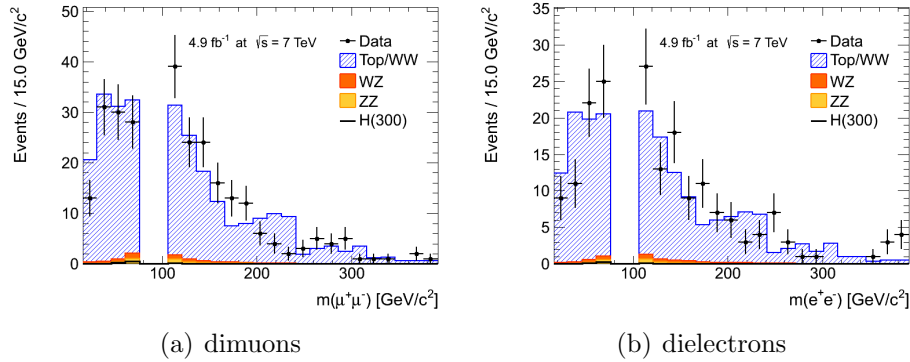 Events / 15.0 GeV/c²
60
50
40
30
20
10
0
4.9 fb⁻¹ at √s = 7 TeV
Data
Top/WW
WZ
ZZ
H(300)
100 200 300
m(μ⁺μ⁻) [GeV/c²]
(a) dimuons
Events / 15.0 GeV/c²
35
30
25
20
15
10
5
0
4.9 fb⁻¹ at √s = 7 TeV
Data
Top/WW
WZ
ZZ
H(300)
100 200 300
m(e⁺e⁻) [GeV/c²]
(b) dielectrons